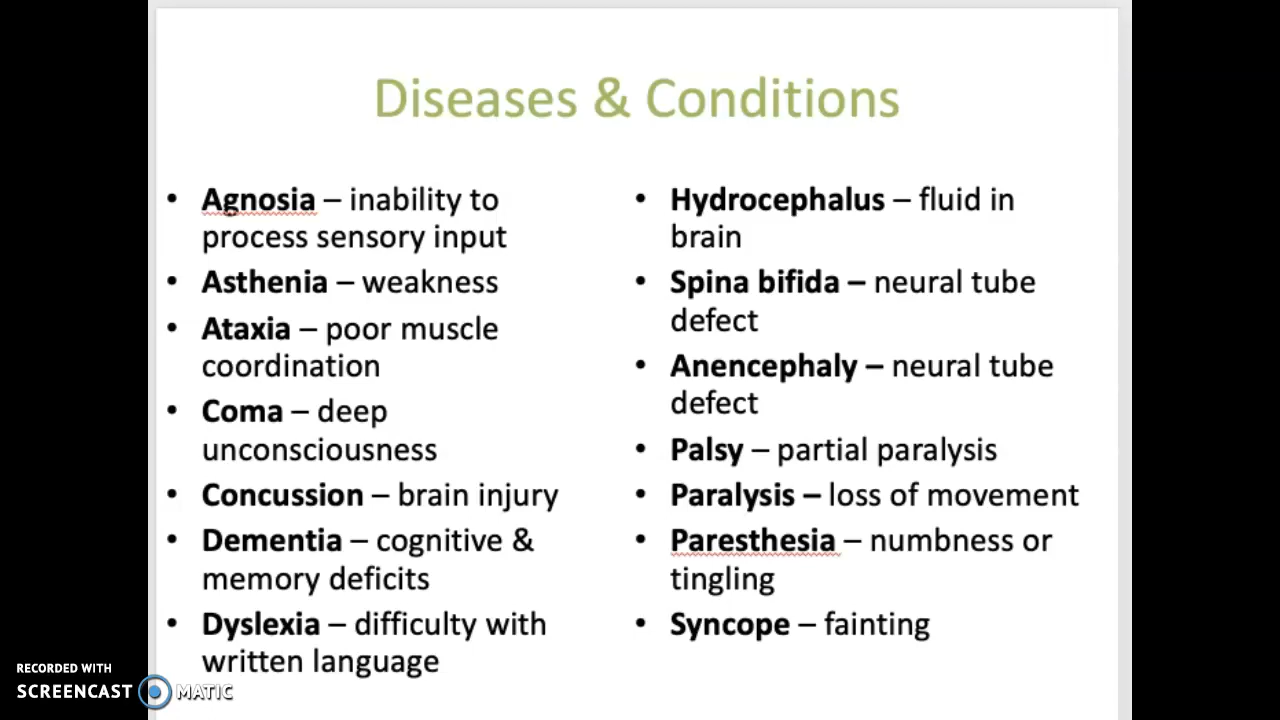 Diseases & Conditions
• Agnosia – inability to
process sensory input
• Asthenia – weakness
• Ataxia – poor muscle
coordination
• Coma – deep
unconsciousness
• Concussion – brain injury
• Dementia – cognitive &
memory deficits
• Dyslexia – difficulty with
written language
• Hydrocephalus – fluid in
brain
• Spina bifida – neural tube
defect
• Anencephaly – neural tube
defect
• Palsy – partial paralysis
• Paralysis – loss of movement
• Paresthesia – numbness or
tingling
• Syncope – fainting
RECORDED WITH
SCREENCAST MATIC